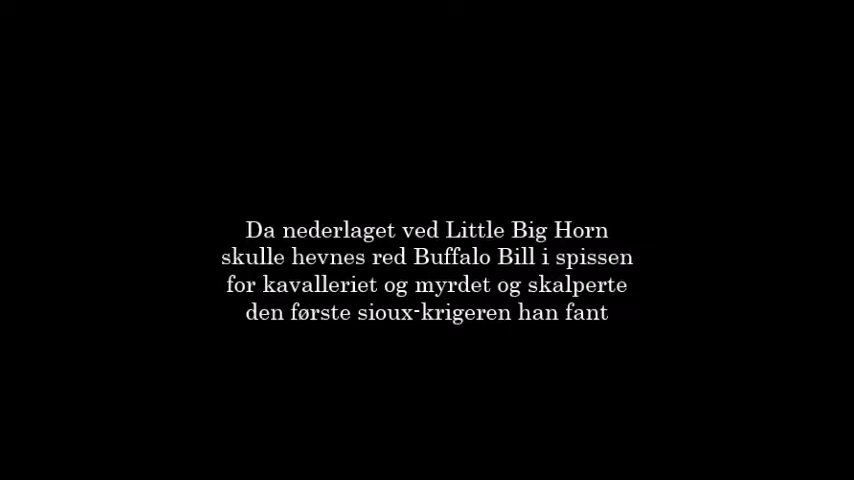 Da nederlaget ved Little Big Horn
skulle hevnes red Buffalo Bill i spissen
for kavalleriet og myrdet og skalperte
den første sioux-krigeren han fant